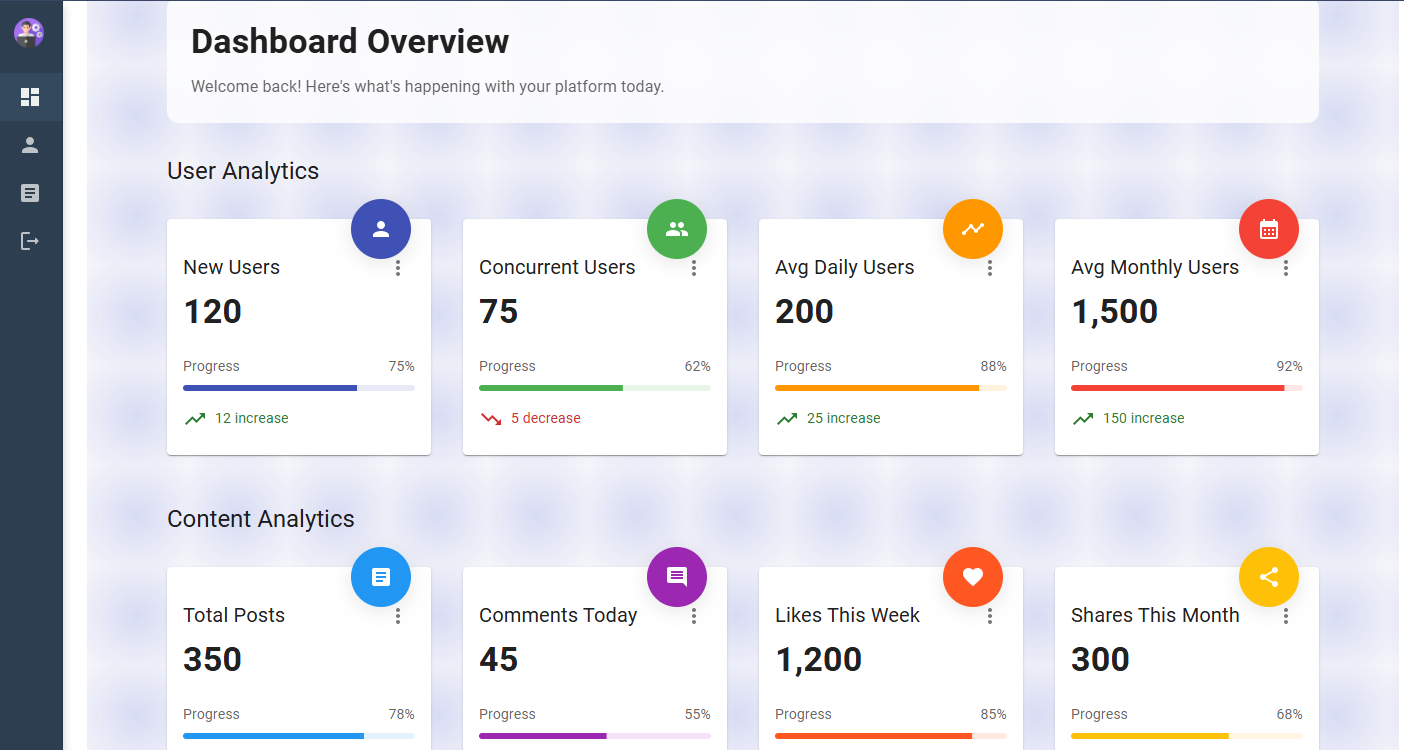 Dashboard Overview
Welcome back! Here's what's happening with your platform today.
User Analytics
New Users
120
Progress 75%
12 increase
Concurrent Users
75
Progress 62%
5 decrease
Avg Daily Users
200
Progress 88%
25 increase
Avg Monthly Users
1,500
Progress 92%
150 increase
Content Analytics
Total Posts
350
Progress 78%
Comments Today
45
Progress 55%
Likes This Week
1,200
Progress 85%
Shares This Month
300
Progress 68%